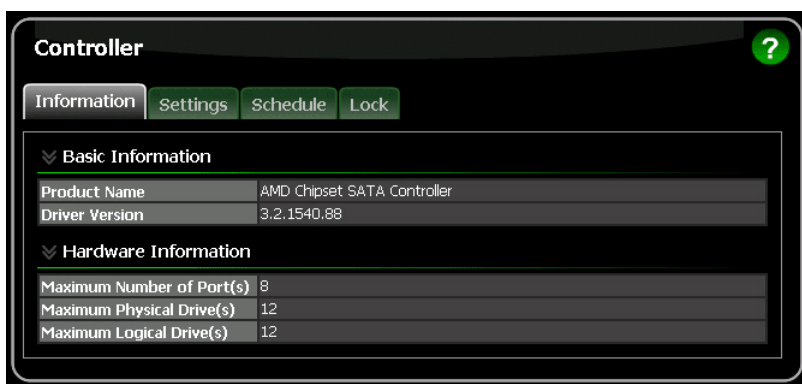 Controller
?
Information Settings Schedule Lock
Basic Information
Product Name AMD Chipset SATA Controller
Driver Version 3.2.1540.88
Hardware Information
Maximum Number of Port(s) 8
Maximum Physical Drive(s) 12
Maximum Logical Drive(s) 12